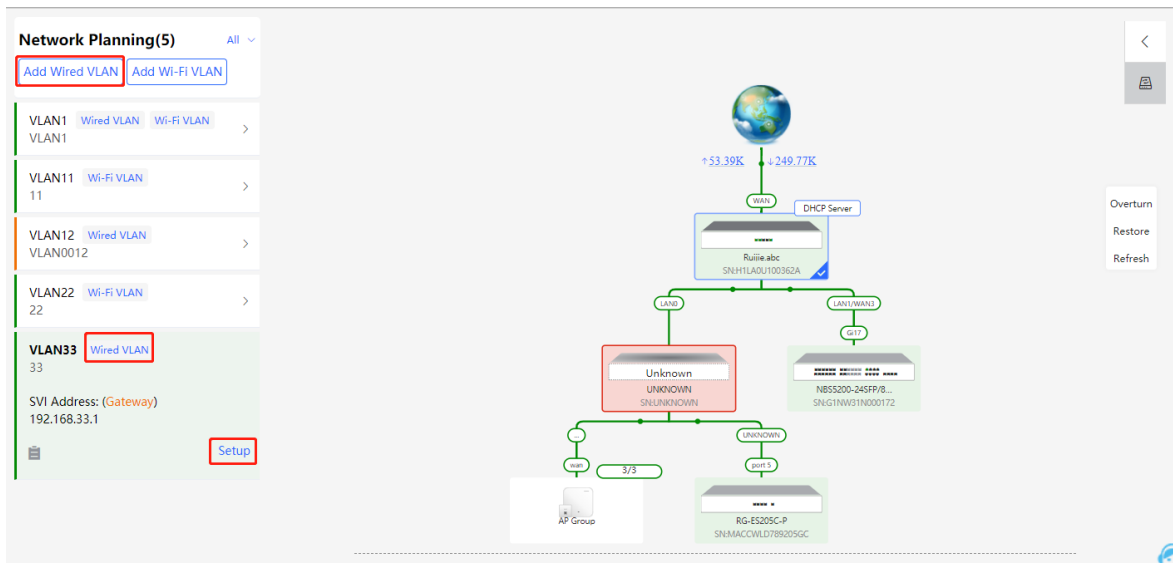 Network Planning(5) All
Add Wired VLAN Add Wi-Fi VLAN
VLAN1 Wired VLAN Wi-Fi VLAN
VLAN1
VLAN11 Wi-Fi VLAN
11
VLAN12 Wired VLAN
VLAN0012
VLAN22 Wi-Fi VLAN
22
VLAN33 Wired VLAN
33
SVI Address: (Gateway)
192.168.33.1
Setup
↑53.39K ↓249.77K
WAN
DHCP Server
Ruiiie.abc
SN:H1LA0U100362A
LAN0 LAN1/WAN3
Gi17
Unknown
UNKNOWN
SN:UNKNOWN
NBS5200-24SFP/8...
SN:G1NW31N000172
... UNKNOWN
wan 3/3 port 5
AP Group
RG-ES205C-P
SN:MACCWLD789205GC
Overturn
Restore
Refresh